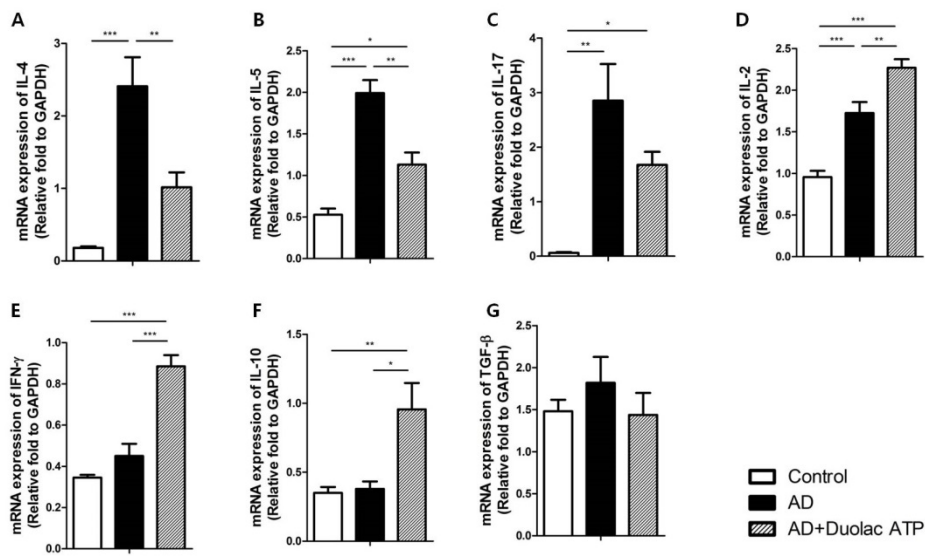 A
mRNA expression of IL-4
(Relative fold to GAPDH)
3
2
1
0
***
**
B
mRNA expression of IL-5
(Relative fold to GAPDH)
2.5
2.0
1.5
1.0
0.5
0.0
*
***
**
C
mRNA expression of IL-17
(Relative fold to GAPDH)
4
3
2
1
0
*
**
D
mRNA expression of IL-2
(Relative fold to GAPDH)
2.5
2.0
1.5
1.0
0.5
0.0
***
***
**
E
mRNA expression of IFN-γ
(Relative fold to GAPDH)
1.0
0.8
0.6
0.4
0.2
0.0
***
***
F
mRNA expression of IL-10
(Relative fold to GAPDH)
1.5
1.0
0.5
0.0
**
*
G
mRNA expression of TGF-β
(Relative fold to GAPDH)
2.5
2.0
1.5
1.0
0.5
0.0
Control
AD
AD+Duolac ATP